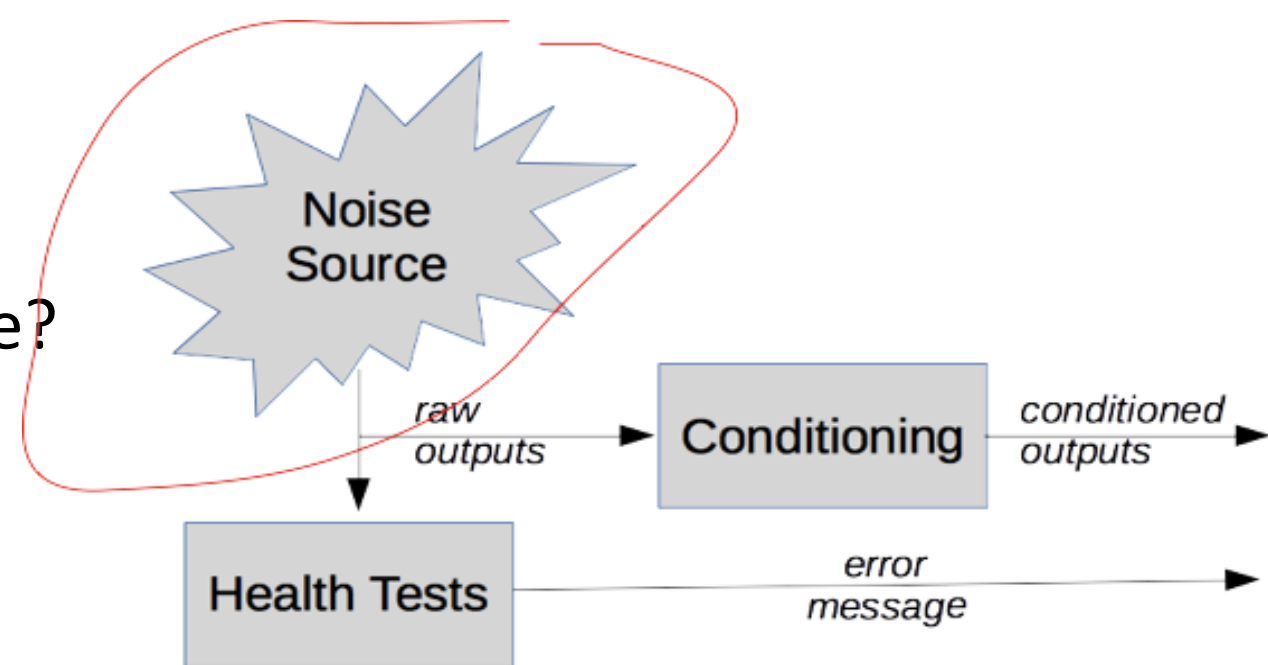 Noise
Source
e?
raw
outputs
Conditioning
conditioned
outputs
Health Tests
error
message